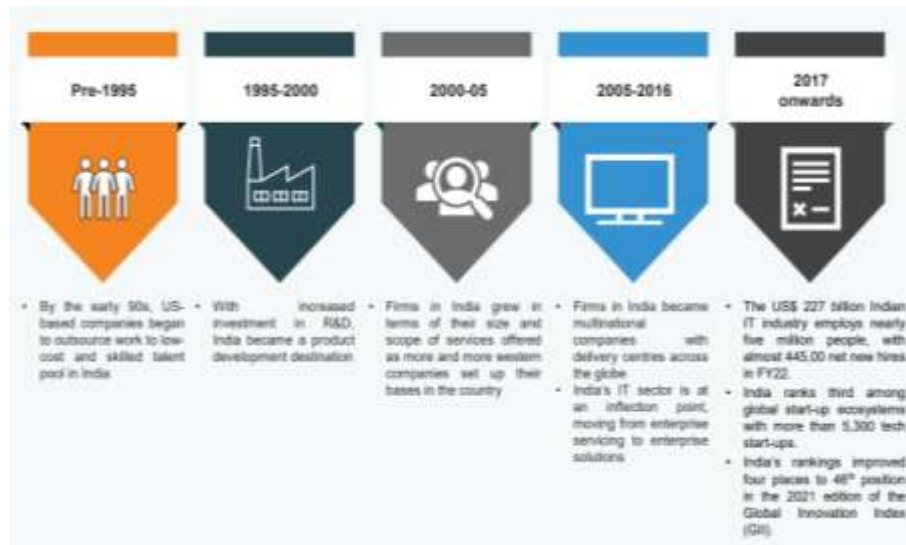 Pre-1995
1995-2000
2000-05
2005-2016
2017
onwards
• By the early 90s, US-
based companies began
to outsource work to low-
cost and skilled talent
pool in India
• With increased
investment in R&D,
India became a product
development destination
• Firms in India grew in
terms of their size and
scope of services offered
as more and more western
companies set up their
bases in the country
• Firms in India became
multinational
companies with
delivery centres across
the globe
• India's IT sector is at
an inflection point,
moving from enterprise
servicing to enterprise
solutions
• The US$ 227 billion Indian
IT industry employs nearly
five million people, with
almost 445,00 net new hires
in FY22.
• India ranks third among
global start-up ecosystems
with more than 5,300 tech
start-ups.
• India's rankings improved
four places to 46th position
in the 2021 edition of the
Global Innovation Index
(GII).